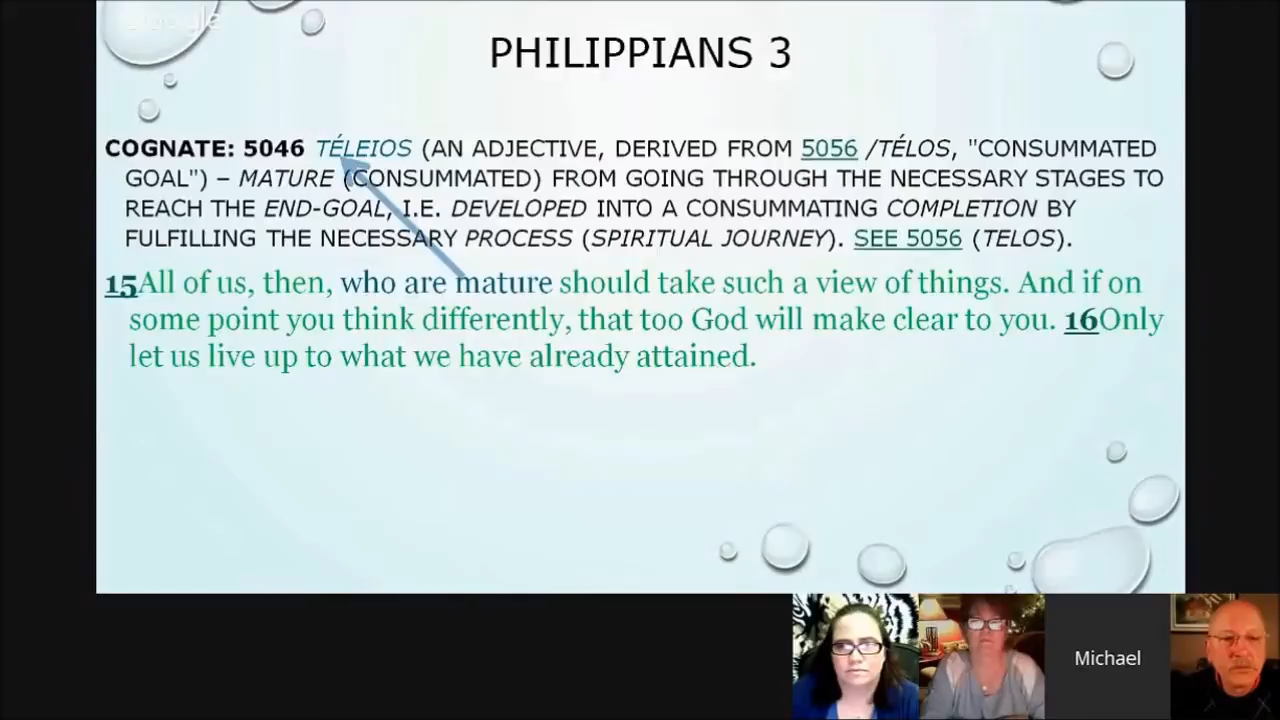 Google
PHILIPPIANS 3
COGNATE: 5046 TÉLEIOS (AN ADJECTIVE, DERIVED FROM 5056 /TÉLOS, "CONSUMMATED
GOAL") – MATURE (CONSUMMATED) FROM GOING THROUGH THE NECESSARY STAGES TO
REACH THE END-GOAL, I.E. DEVELOPED INTO A CONSUMMATING COMPLETION BY
FULFILLING THE NECESSARY PROCESS (SPIRITUAL JOURNEY). SEE 5056 (TELOS).
15All of us, then, who are mature should take such a view of things. And if on
some point you think differently, that too God will make clear to you. 16Only
let us live up to what we have already attained.
Michael